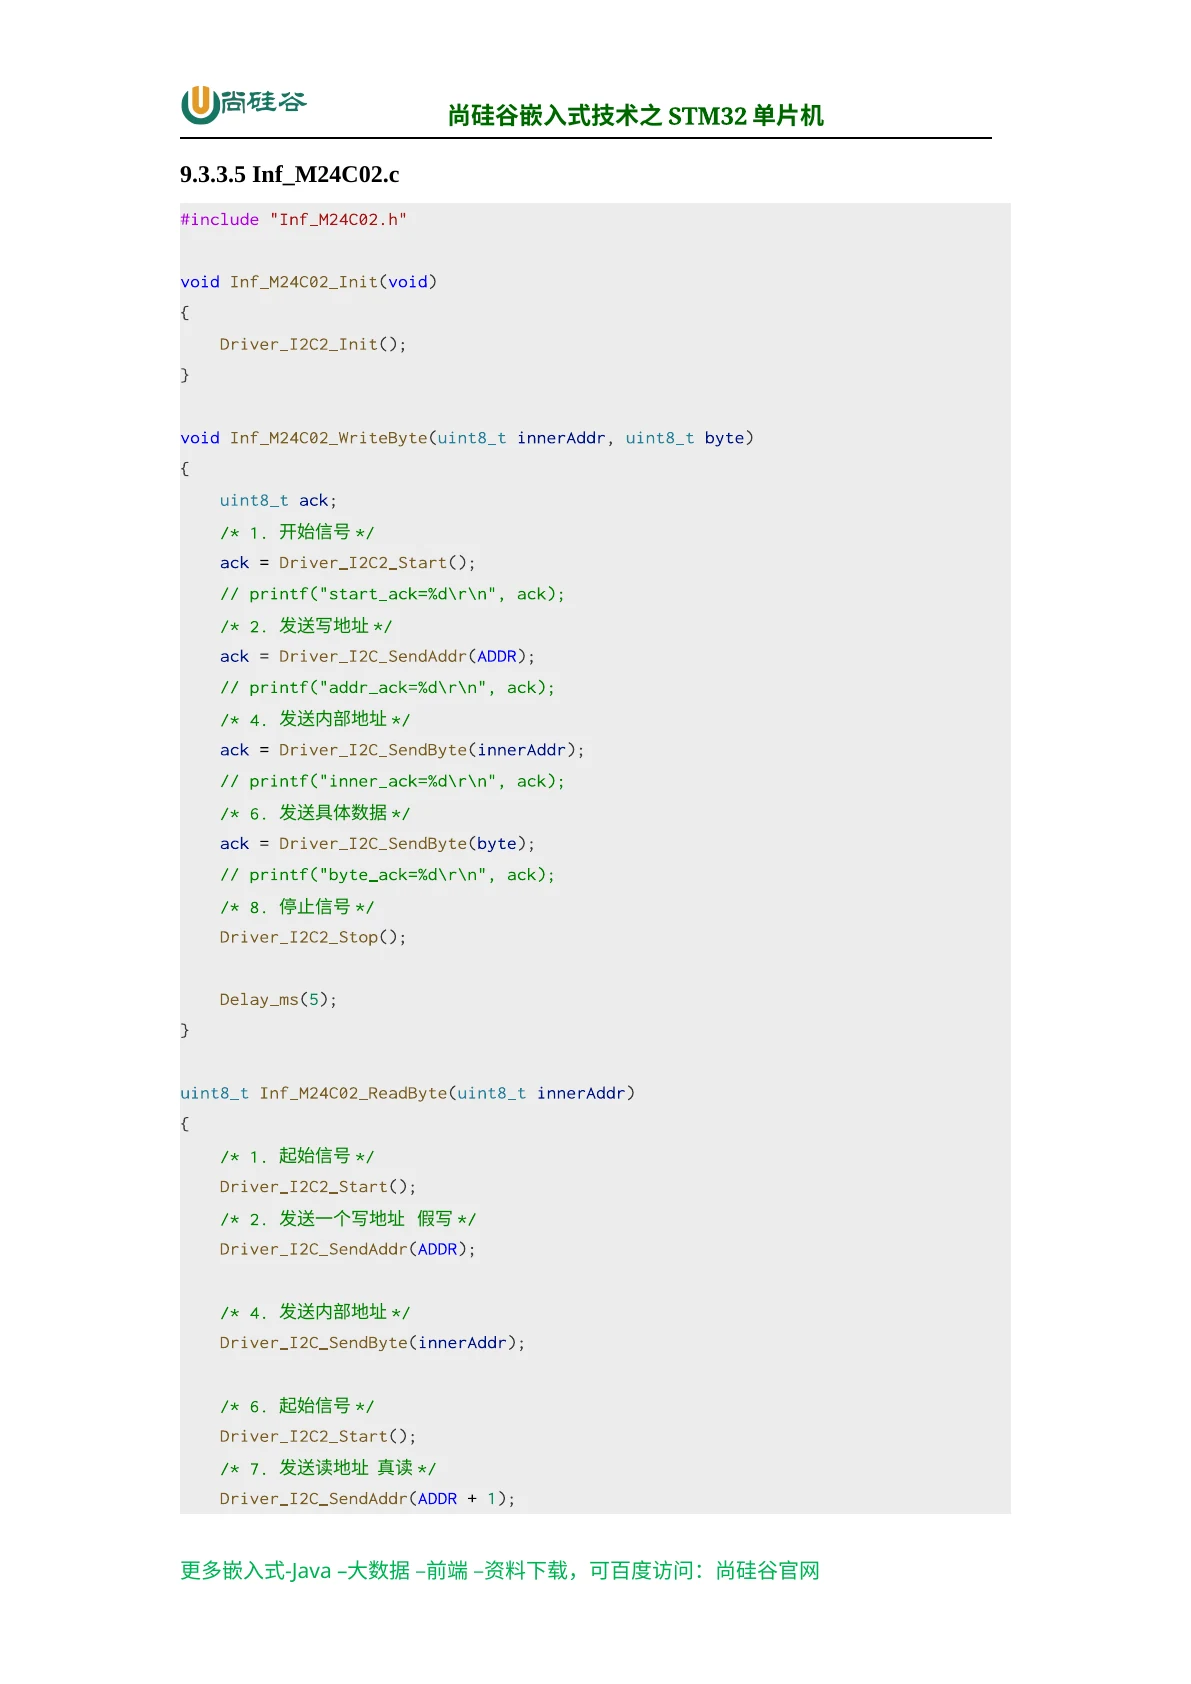 尚硅谷
尚硅谷嵌入式技术之 STM32 单片机
9.3.3.5 Inf_M24C02.c
#include "Inf_M24C02.h"
void Inf_M24C02_Init(void)
{
    Driver_I2C2_Init();
}
void Inf_M24C02_WriteByte(uint8_t innerAddr, uint8_t byte)
{
    uint8_t ack;
    /* 1. 开始信号 */
    ack = Driver_I2C2_Start();
    // printf("start_ack=%d\r\n", ack);
    /* 2. 发送写地址 */
    ack = Driver_I2C_SendAddr(ADDR);
    // printf("addr_ack=%d\r\n", ack);
    /* 4. 发送内部地址 */
    ack = Driver_I2C_SendByte(innerAddr);
    // printf("inner_ack=%d\r\n", ack);
    /* 6. 发送具体数据 */
    ack = Driver_I2C_SendByte(byte);
    // printf("byte_ack=%d\r\n", ack);
    /* 8. 停止信号 */
    Driver_I2C2_Stop();
    Delay_ms(5);
}
uint8_t Inf_M24C02_ReadByte(uint8_t innerAddr)
{
    /* 1. 起始信号 */
    Driver_I2C2_Start();
    /* 2. 发送一个写地址 假写 */
    Driver_I2C_SendAddr(ADDR);
    /* 4. 发送内部地址 */
    Driver_I2C_SendByte(innerAddr);
    /* 6. 起始信号 */
    Driver_I2C2_Start();
    /* 7. 发送读地址 真读 */
    Driver_I2C_SendAddr(ADDR + 1);
更多嵌入式-Java –大数据 –前端 –资料下载，可百度访问：尚硅谷官网